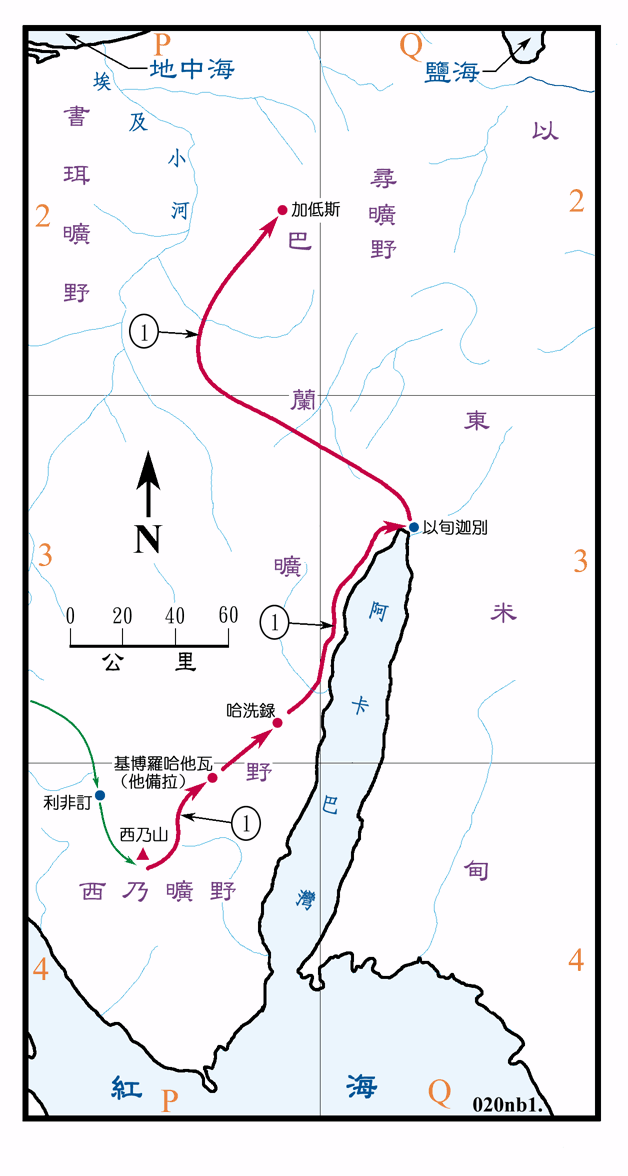 P
Q
地中海
鹽海
埃及小河
書珥曠野
以東
尋曠野
2
2
加低斯
巴蘭曠野
1
N
以旬迦別
3
3
0 20 40 60
公里
1
阿卡巴灣
米甸
哈洗錄
基博羅哈他瓦
(他備拉)
利非訂
1
西乃山
西乃曠野
4
4
紅海
P
Q
020nb1.